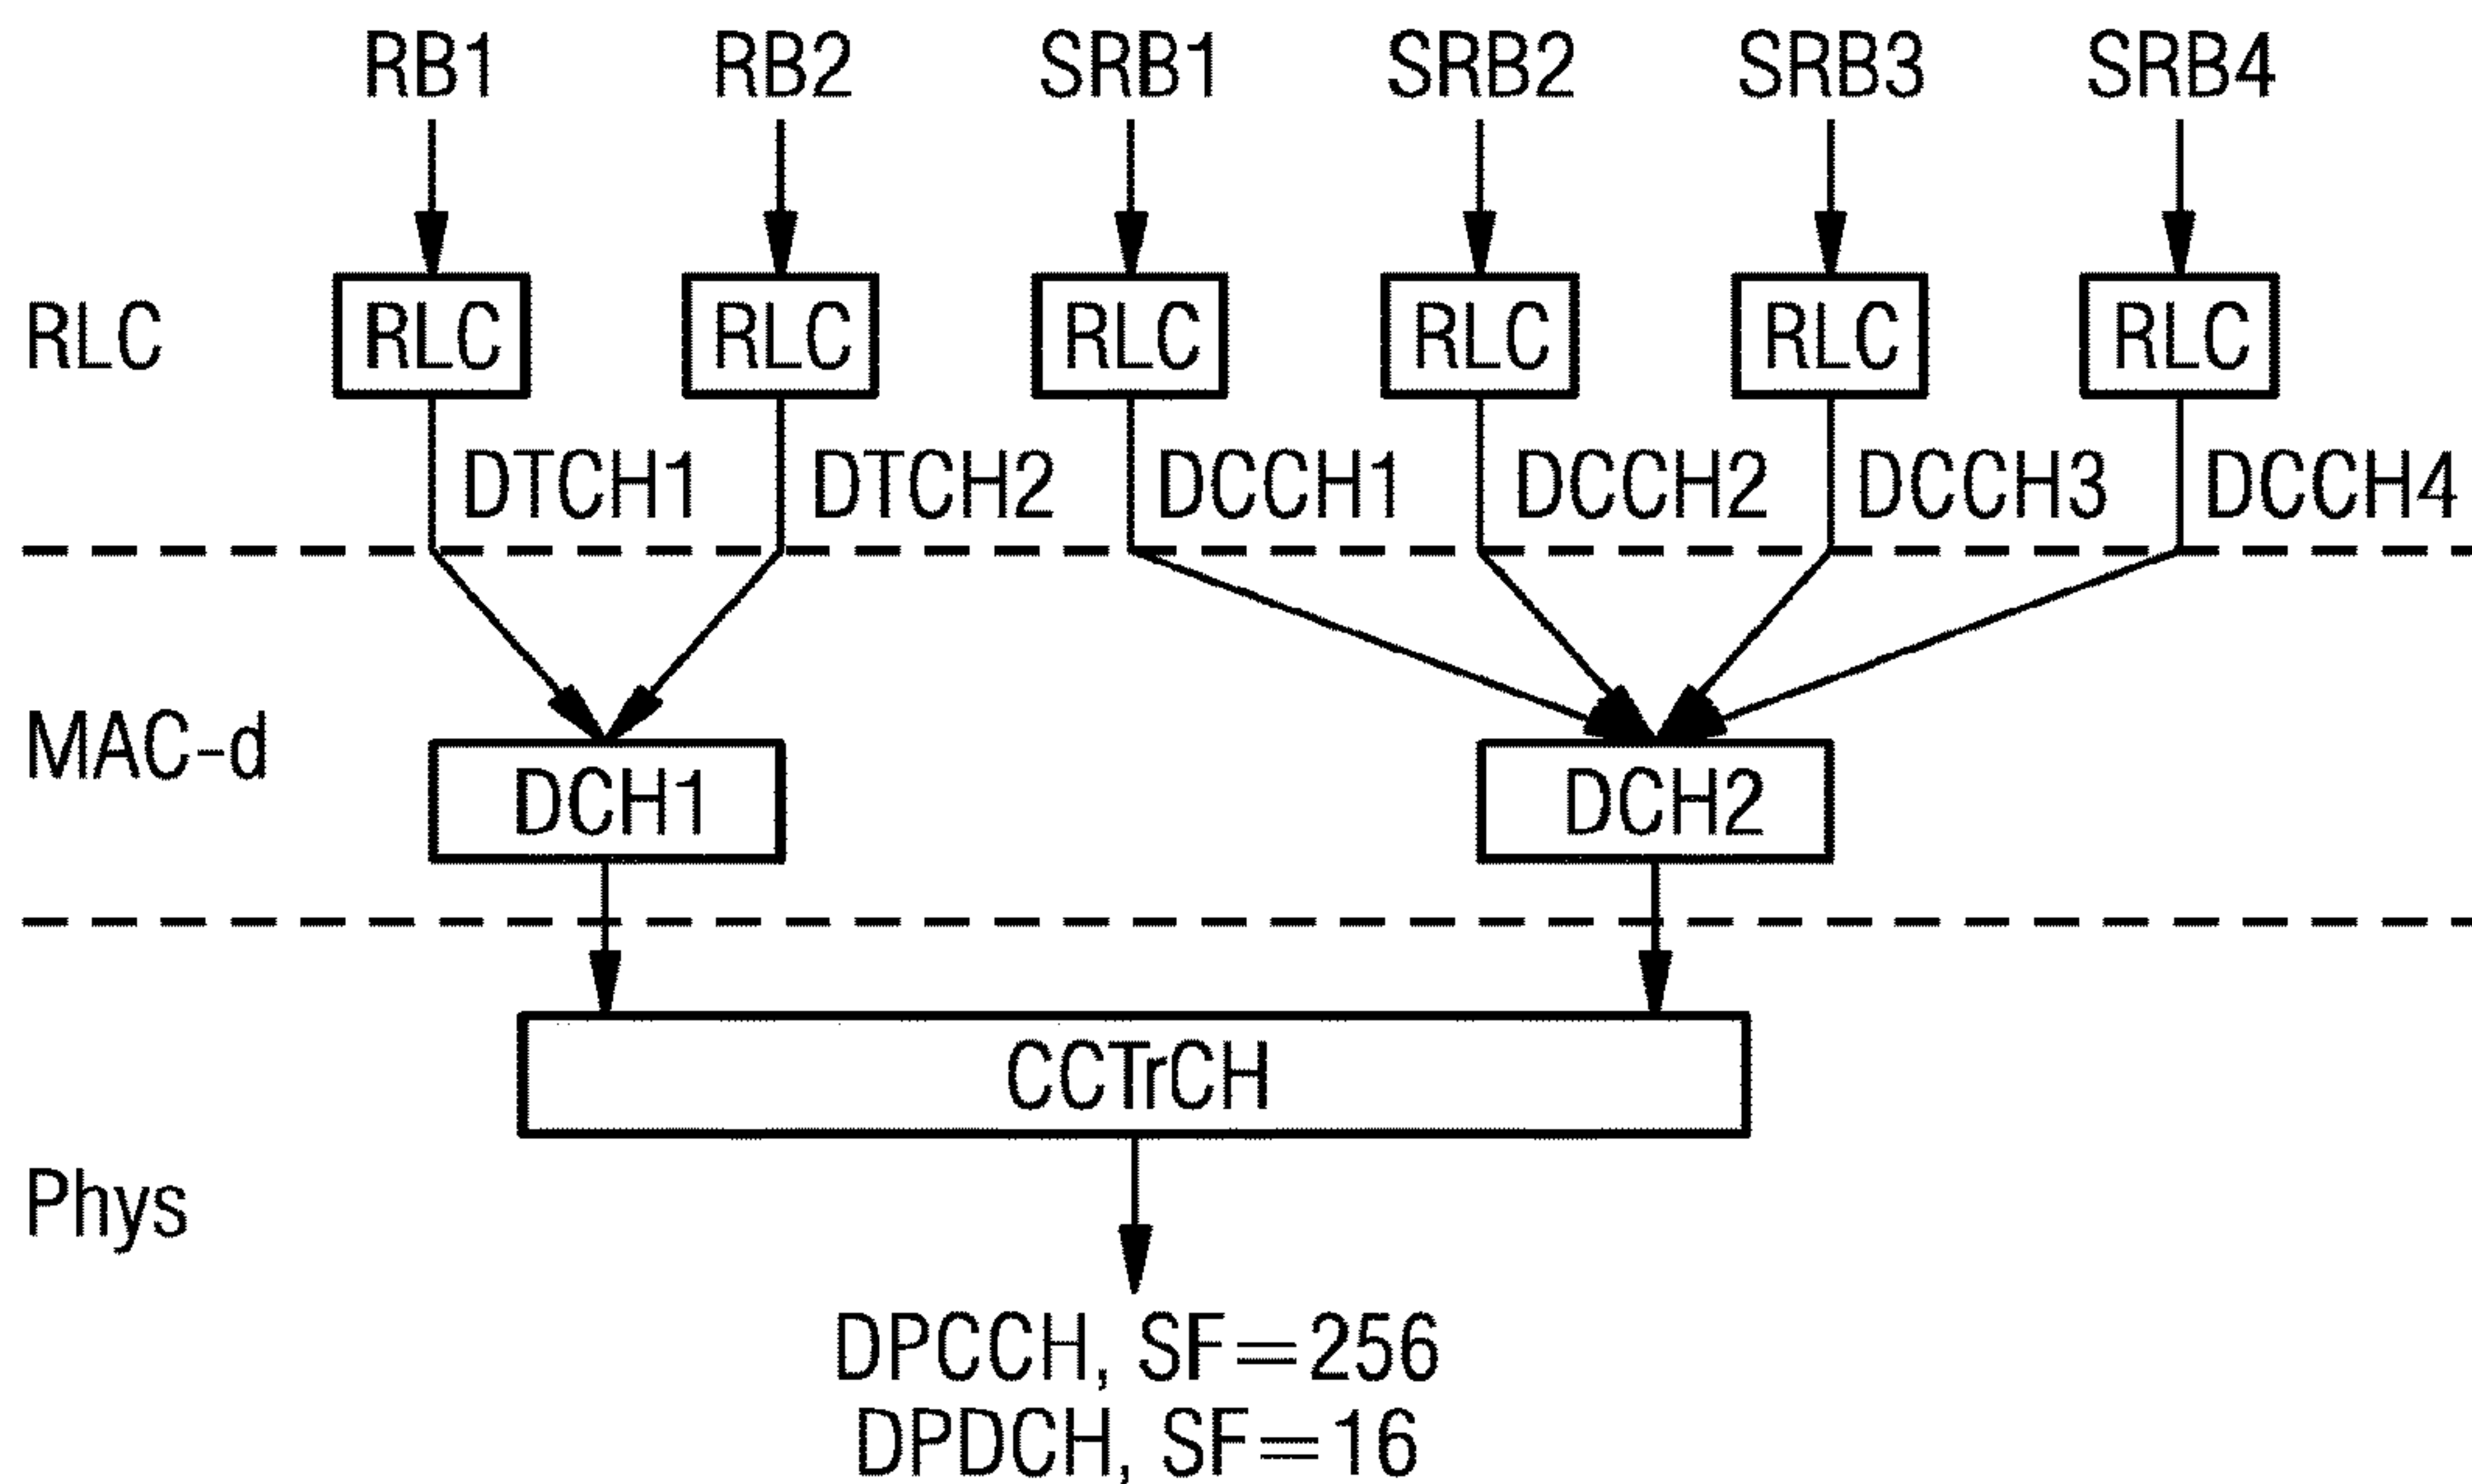 RB1 RB2 SRB1 SRB2 SRB3 SRB4
RLC RLC RLC RLC RLC RLC RLC
DTCH1 DTCH2 DCCH1 DCCH2 DCCH3 DCCH4
MAC-d
DCH1 DCH2
CCTrCH
Phys
DPCCH, SF=256
DPDCH, SF=16